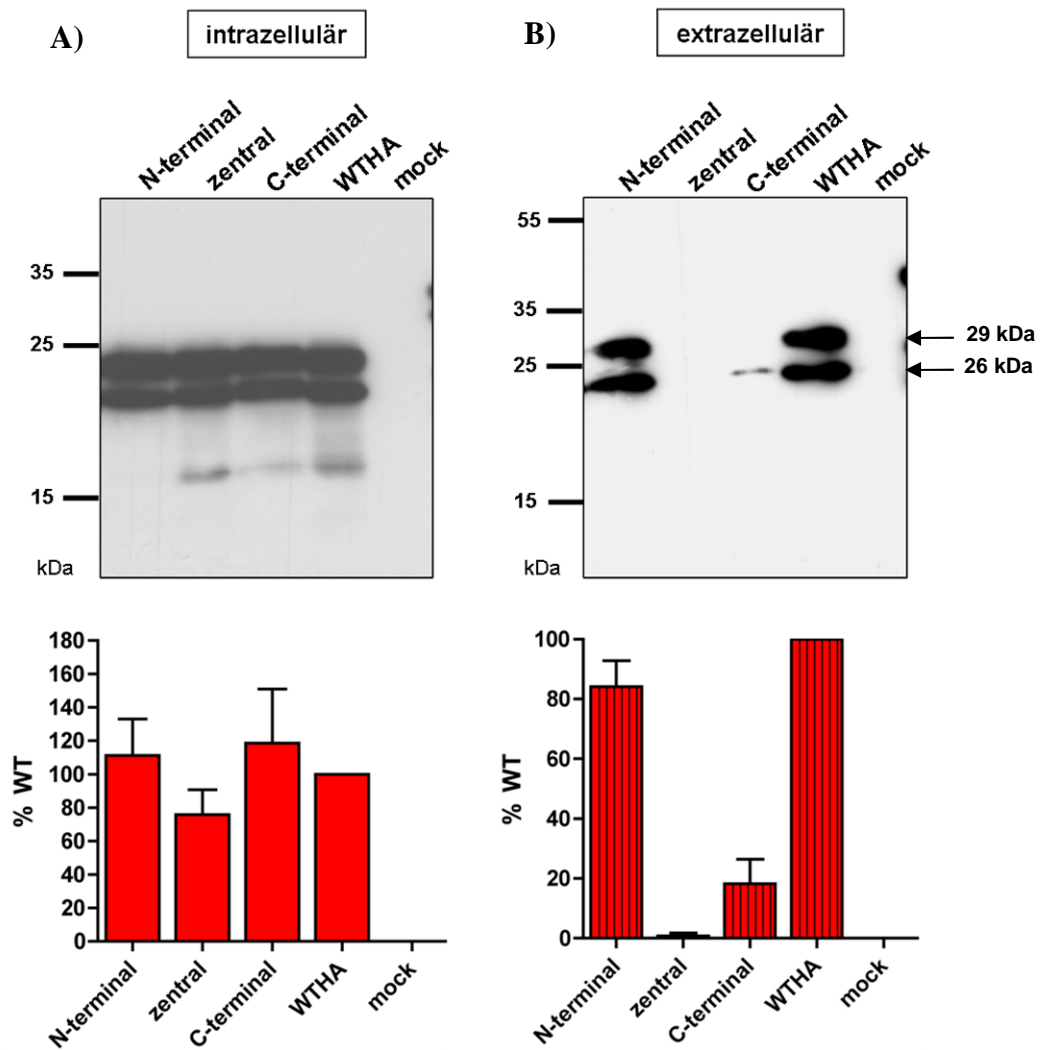 A)
intrazellulär
N-terminal
zentral
C-terminal
WTHA
mock
35
25
15
kDa
% WT
180
160
140
120
100
80
60
40
20
0
N-terminal
zentral
C-terminal
WTHA
mock
B)
extrazellulär
N-terminal
zentral
C-terminal
WTHA
mock
55
35
25
15
kDa
29 kDa
26 kDa
% WT
100
80
60
40
20
0
N-terminal
zentral
C-terminal
WTHA
mock